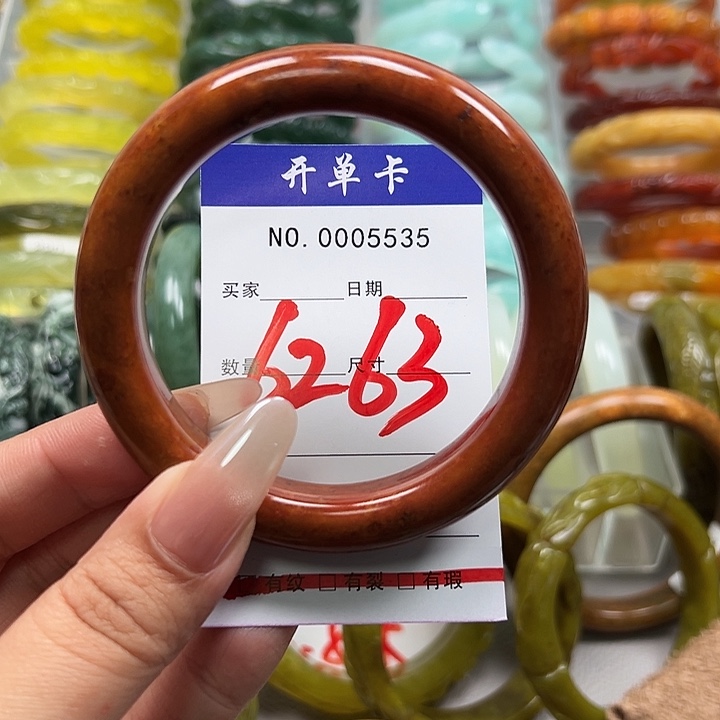 开单卡
NO. 0005535
买家 日期
6263
数量 尺寸
有纹 □ 有裂 □ 有瑕